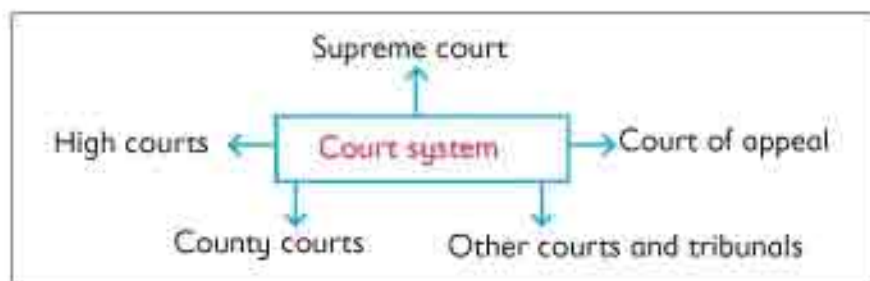 Supreme court
High courts
Court system
Court of appeal
County courts
Other courts and tribunals